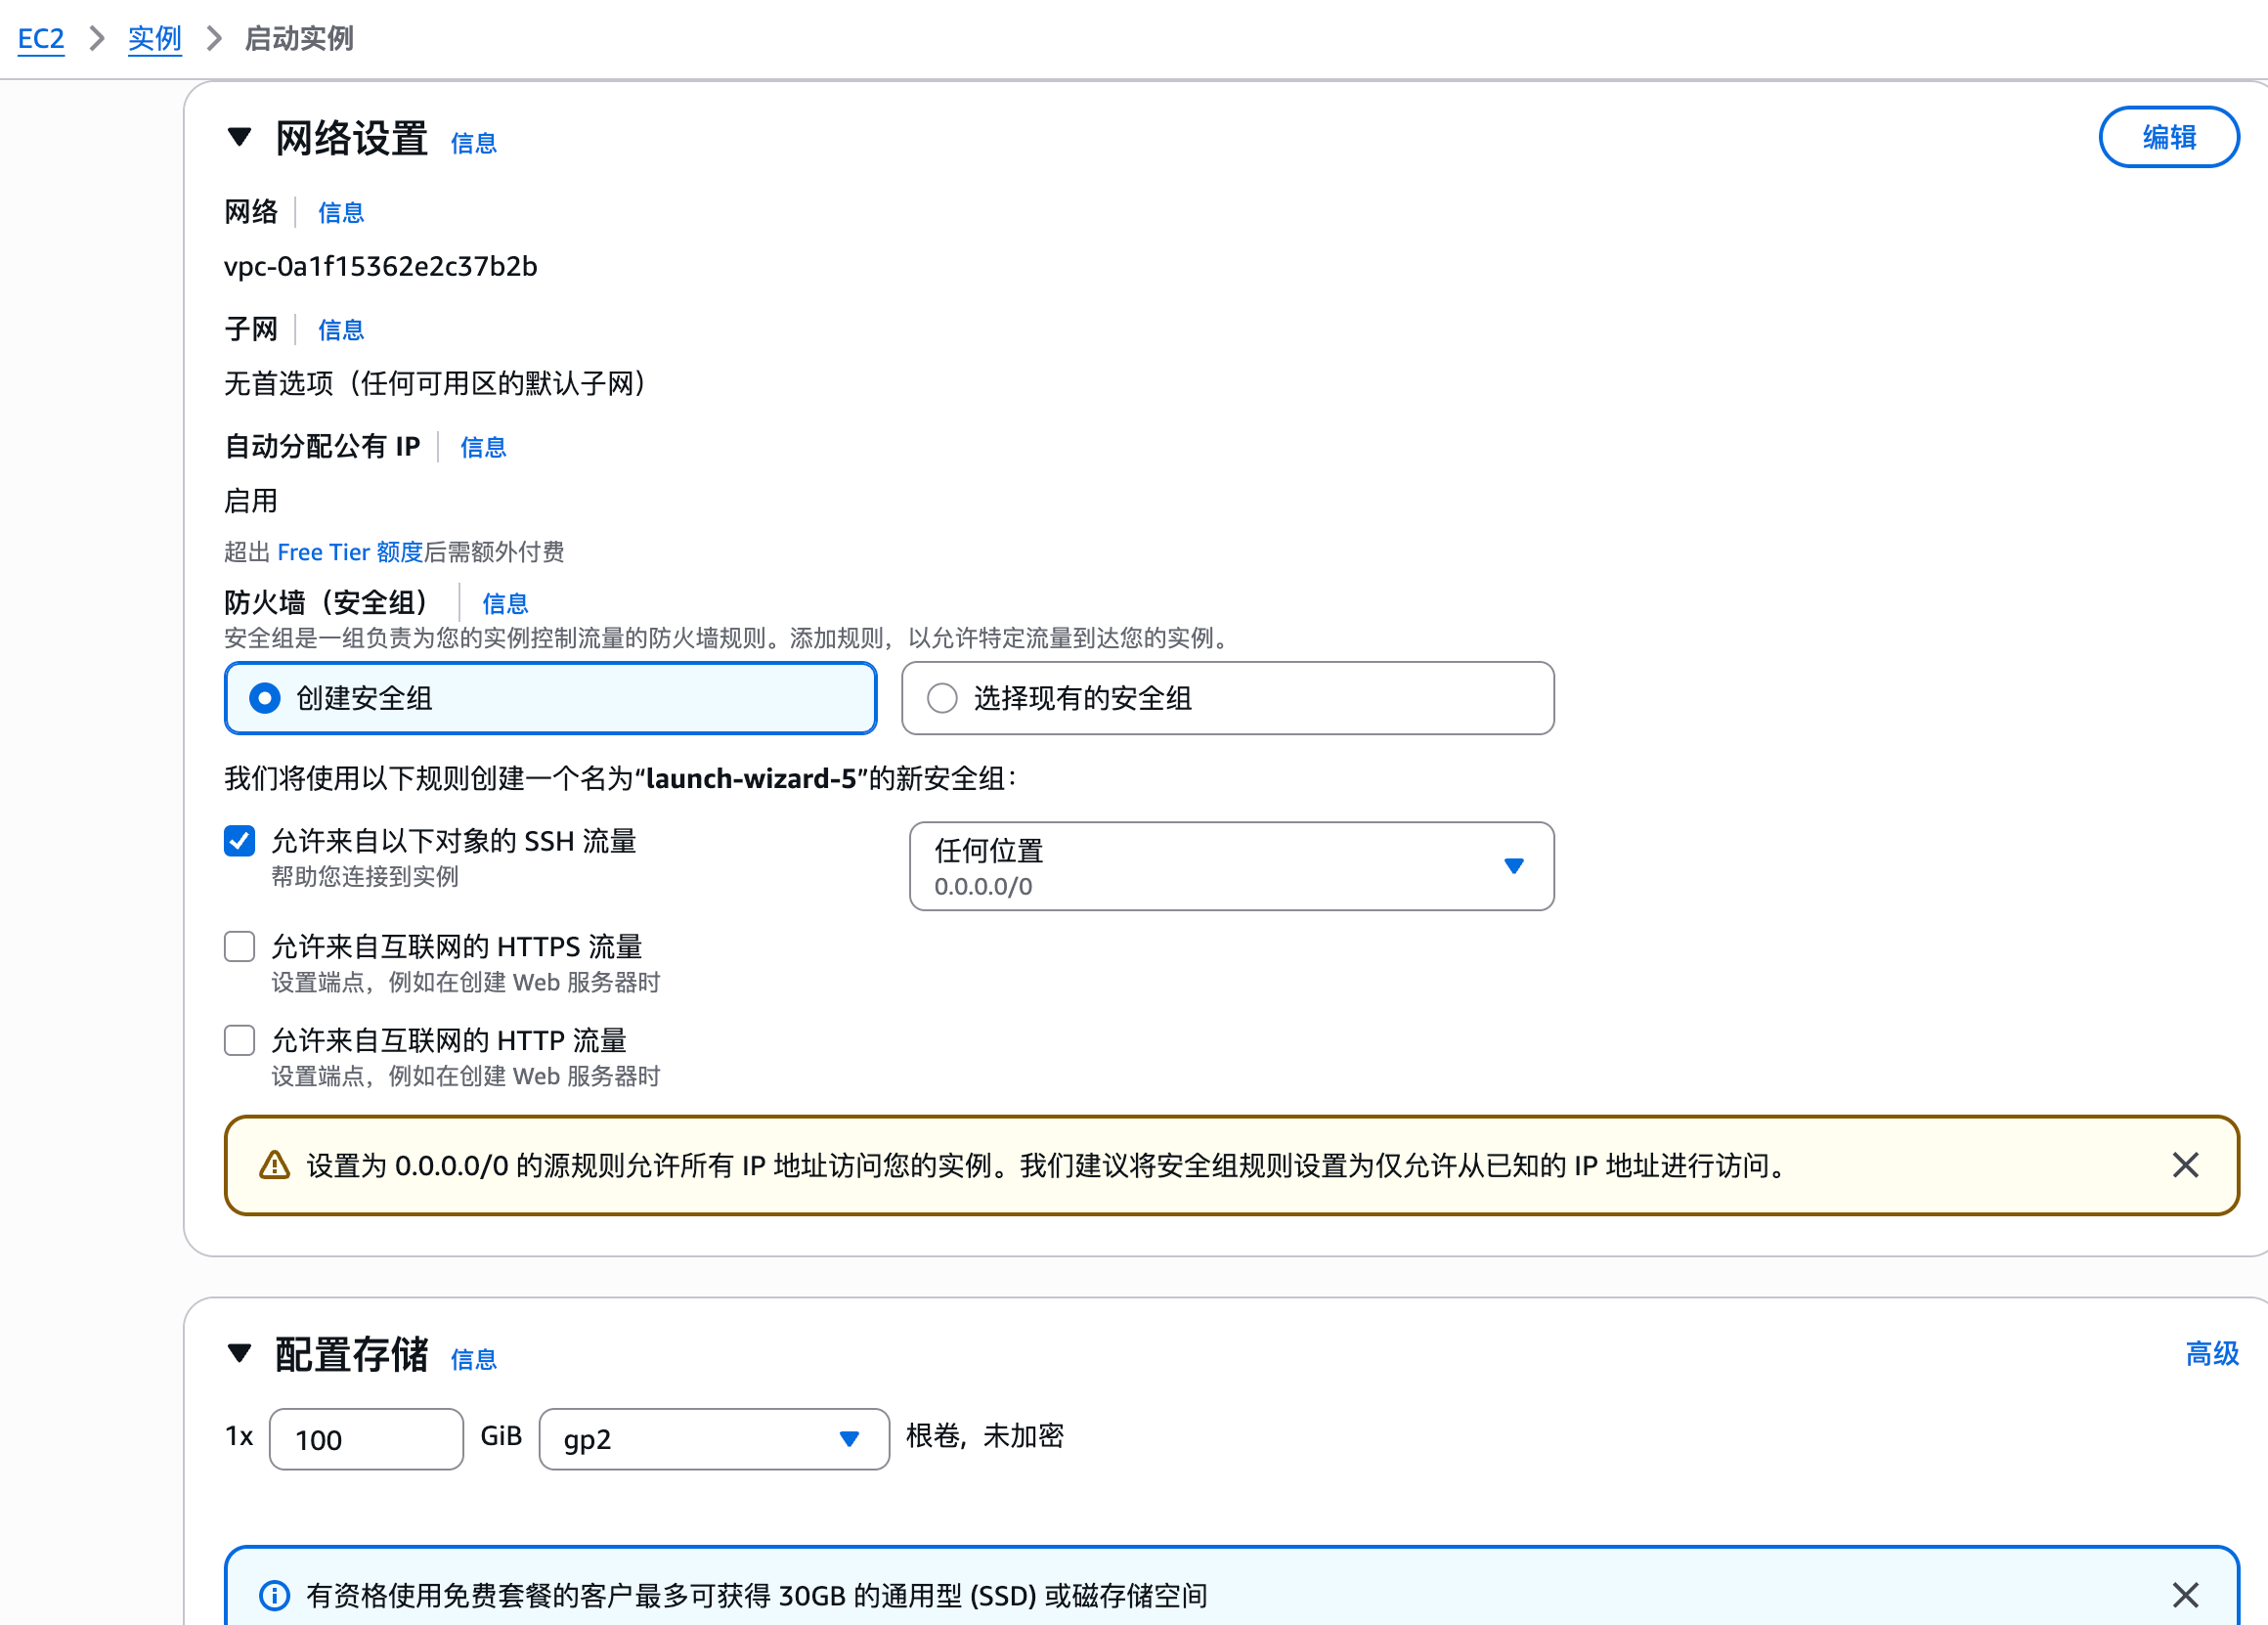 EC2 > 实例 > 启动实例
网络设置 信息
编辑
网络 | 信息
vpc-0a1f15362e2c37b2b
子网 | 信息
无首选项（任何可用区的默认子网）
自动分配公有 IP | 信息
启用
超出 Free Tier 额度后需额外付费
防火墙（安全组） | 信息
安全组是一组负责为您的实例控制流量的防火墙规则。添加规则，以允许特定流量到达您的实例。
创建安全组
选择现有的安全组
我们将使用以下规则创建一个名为“launch-wizard-5”的新安全组：
允许来自以下对象的 SSH 流量
帮助您连接到实例
任何位置
0.0.0.0/0
允许来自互联网的 HTTPS 流量
设置端点，例如在创建 Web 服务器时
允许来自互联网的 HTTP 流量
设置端点，例如在创建 Web 服务器时
设置为 0.0.0.0/0 的源规则允许所有 IP 地址访问您的实例。我们建议将安全组规则设置为仅允许从已知的 IP 地址进行访问。
配置存储 信息
高级
1x 100 GiB gp2 根卷，未加密
有资格使用免费套餐的客户最多可获得 30GB 的通用型 (SSD) 或磁存储空间